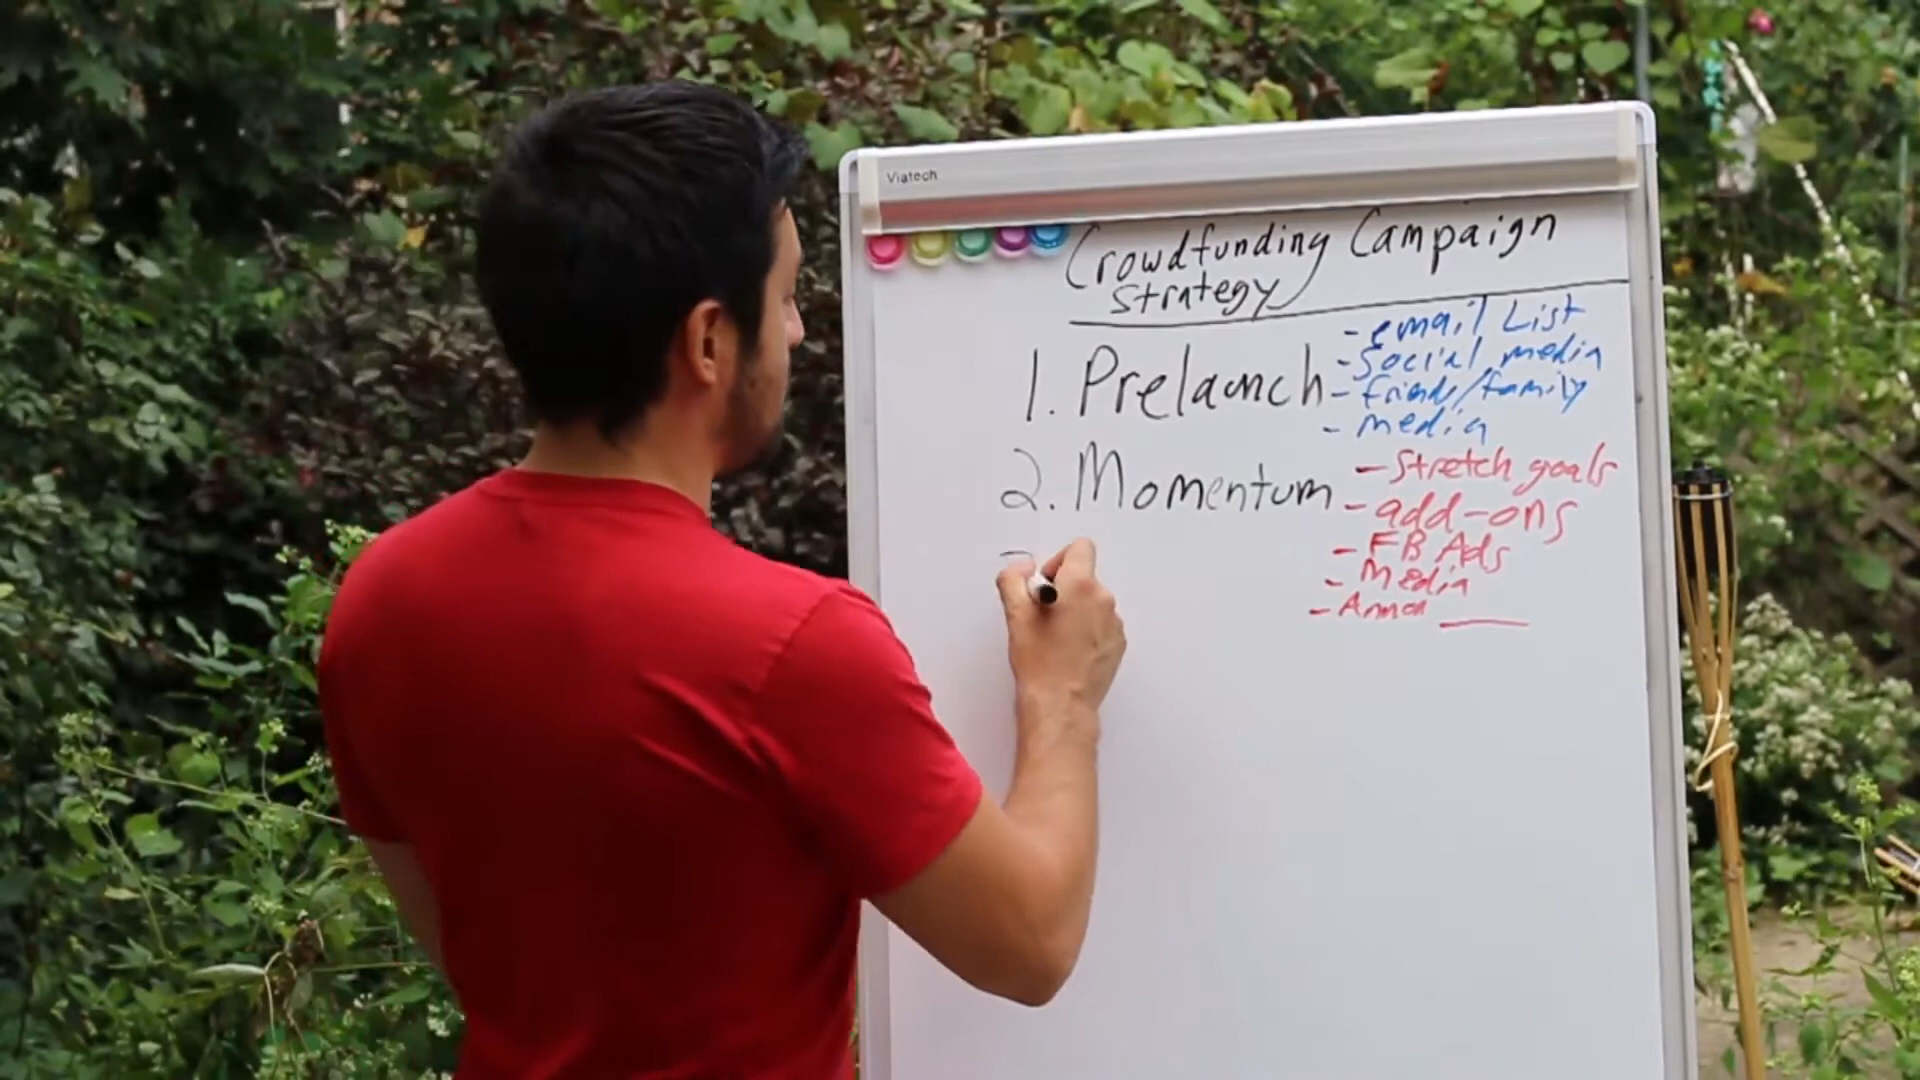 Viatech
Crowdfunding Campaign
Strategy
1. Prelaunch
- email List
- Social media
- friends/family
- media
2. Momentum
- Stretch goals
- add-ons
- FB Ads
- Media
-